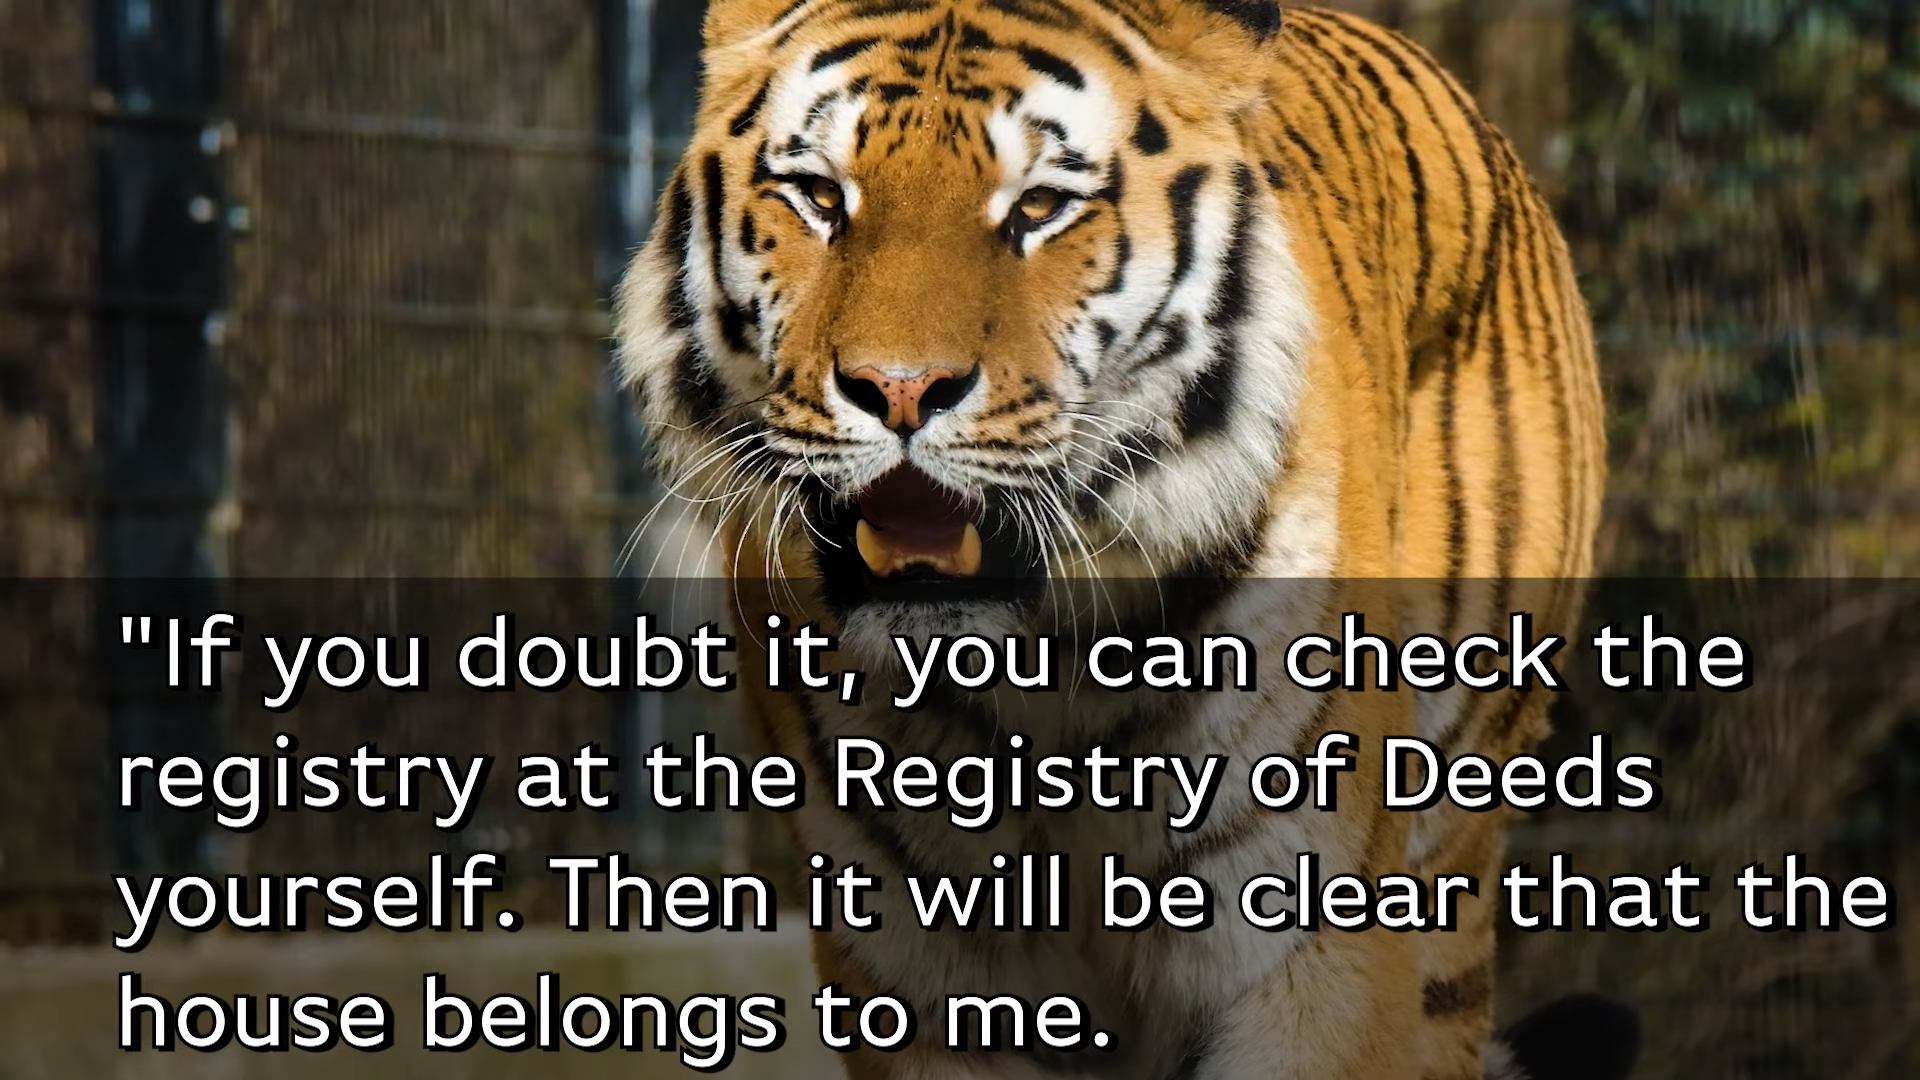 "If you doubt it, you can check the
registry at the Registry of Deeds
yourself. Then it will be clear that the
house belongs to me.